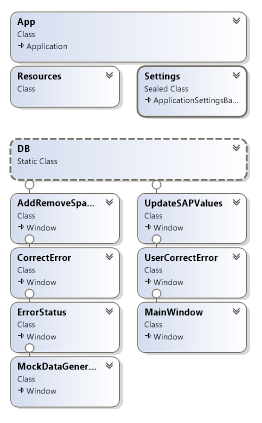 App
Class
Application
Resources
Class
Settings
Sealed Class
ApplicationSettingsBa...
DB
Static Class
AddRemoveSpa...
Class
Window
UpdateSAPValues
Class
Window
CorrectError
Class
Window
UserCorrectError
Class
Window
ErrorStatus
Class
Window
MainWindow
Class
Window
MockDataGener...
Class
Window